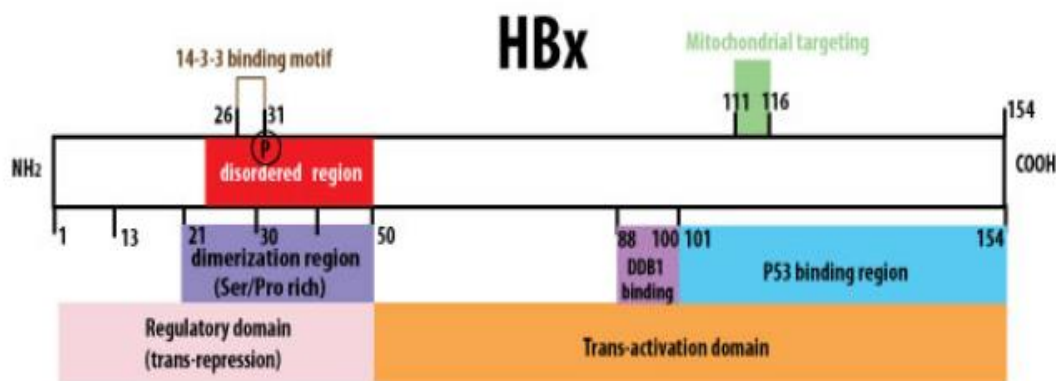 HBx
14-3-3 binding motif
Mitochondrial targeting
26 31
111 116
154
NH2
P
disordered region
COOH
1 13 21 30 50 88 100 101 154
dimerization region
(Ser/Pro rich)
DDB1
binding
P53 binding region
Regulatory domain
(trans-repression)
Trans-activation domain